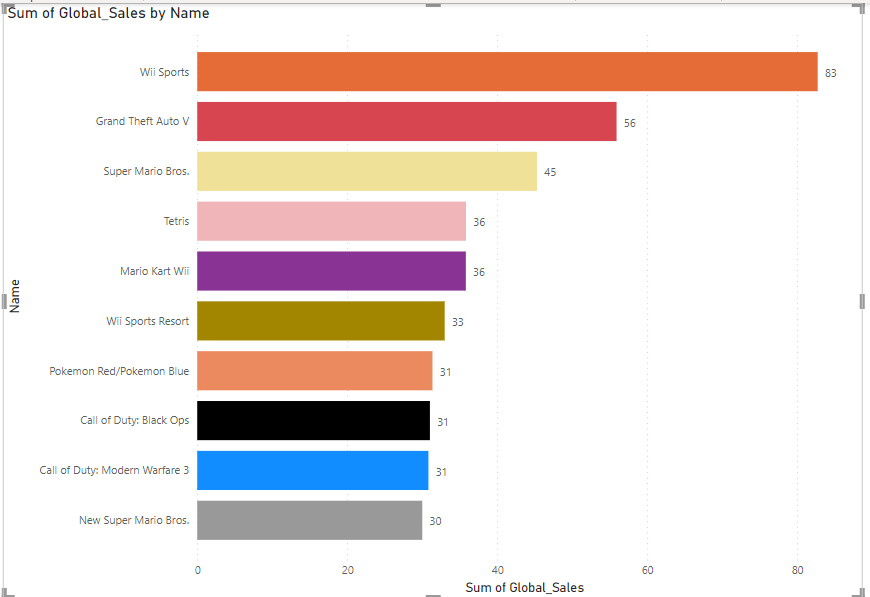 Sum of Global_Sales by Name
Wii Sports 83
Grand Theft Auto V 56
Super Mario Bros. 45
Tetris 36
Mario Kart Wii 36
Name
Wii Sports Resort 33
Pokemon Red/Pokemon Blue 31
Call of Duty: Black Ops 31
Call of Duty: Modern Warfare 3 31
New Super Mario Bros. 30
0 20 40 60 80
Sum of Global_Sales